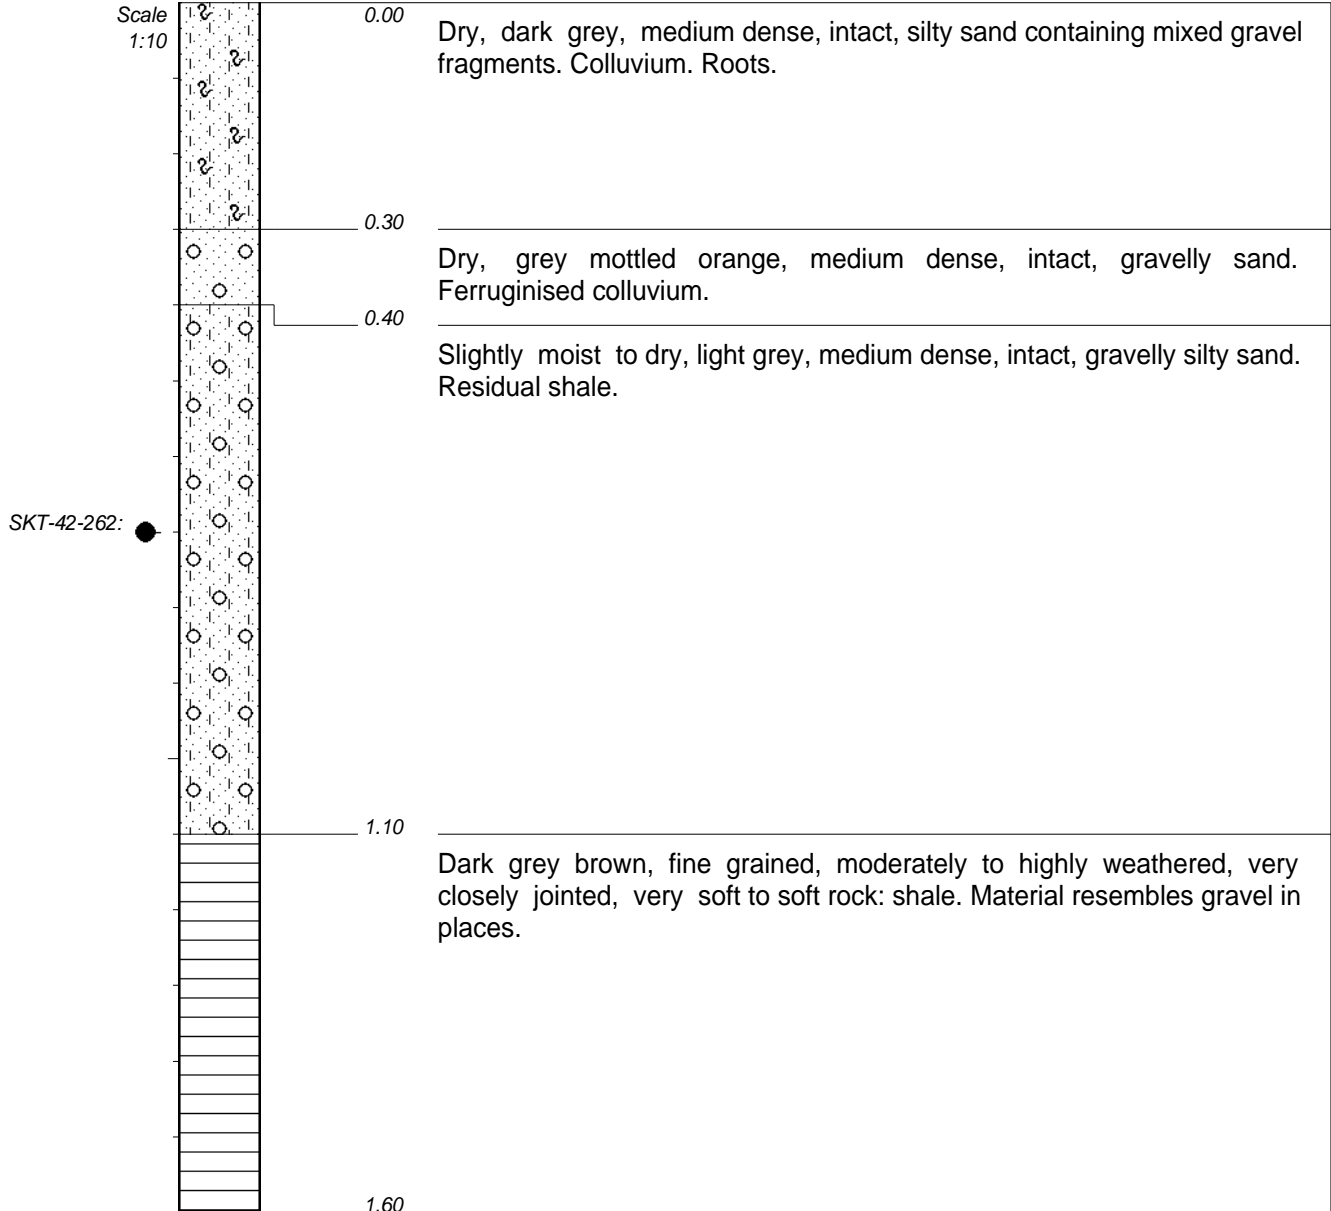 Scale
1:10
0.00
Dry, dark grey, medium dense, intact, silty sand containing mixed gravel
fragments. Colluvium. Roots.
0.30
Dry, grey mottled orange, medium dense, intact, gravelly sand.
Ferruginised colluvium.
0.40
Slightly moist to dry, light grey, medium dense, intact, gravelly silty sand.
Residual shale.
SKT-42-262:
1.10
Dark grey brown, fine grained, moderately to highly weathered, very
closely jointed, very soft to soft rock: shale. Material resembles gravel in
places.
1.60